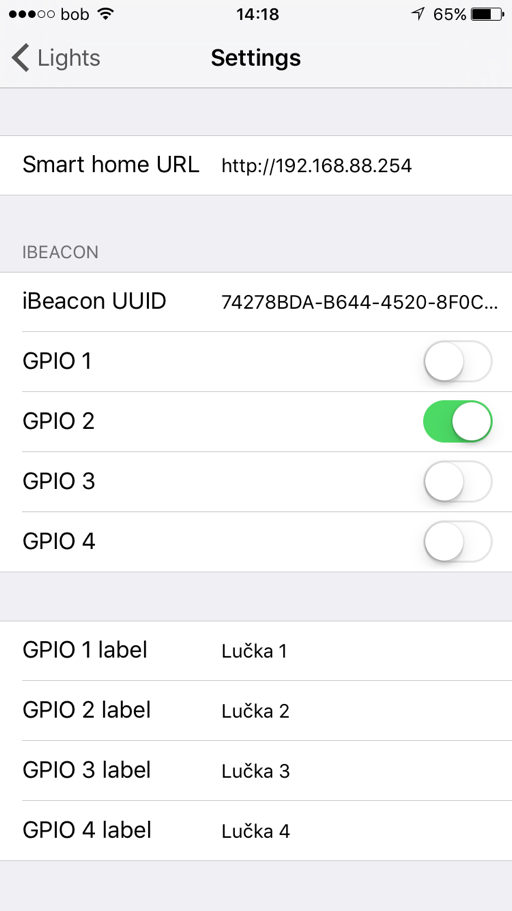 bob 14:18 65%
Lights Settings
Smart home URL http://192.168.88.254
IBEACON
iBeacon UUID 74278BDA-B644-4520-8F0C...
GPIO 1
GPIO 2
GPIO 3
GPIO 4
GPIO 1 label Lučka 1
GPIO 2 label Lučka 2
GPIO 3 label Lučka 3
GPIO 4 label Lučka 4